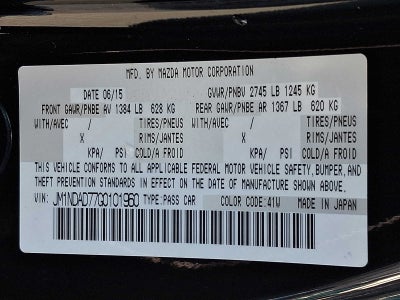 MFD. BY MAZDA MOTOR CORPORATION
DATE 06/15 GVWR/PNBV 2745 LB 1245 KG
FRONT GAWR/PNBE AV 1384 LB 628 KG REAR GAWR/PNBE AR 1367 LB 620 KG
WITH/AVEC / TIRES/PNEUS WITH/AVEC / TIRES/PNEUS
X RIMS/JANTES X RIMS/JANTES
KPA/ PSI COLD/A FROID KPA/ PSI COLD/A FROID
THIS VEHICLE CONFORMS TO ALL APPLICABLE FEDERAL MOTOR VEHICLE SAFETY, BUMPER, AND
THEFT PREVENTION STANDARDS IN EFFECT ON THE DATE OF MANUFACTURE SHOWN ABOVE.
VIN: JM1NDAD77G0101960 TYPE: PASS CAR COLOR CODE: 41W MADE IN JAPAN